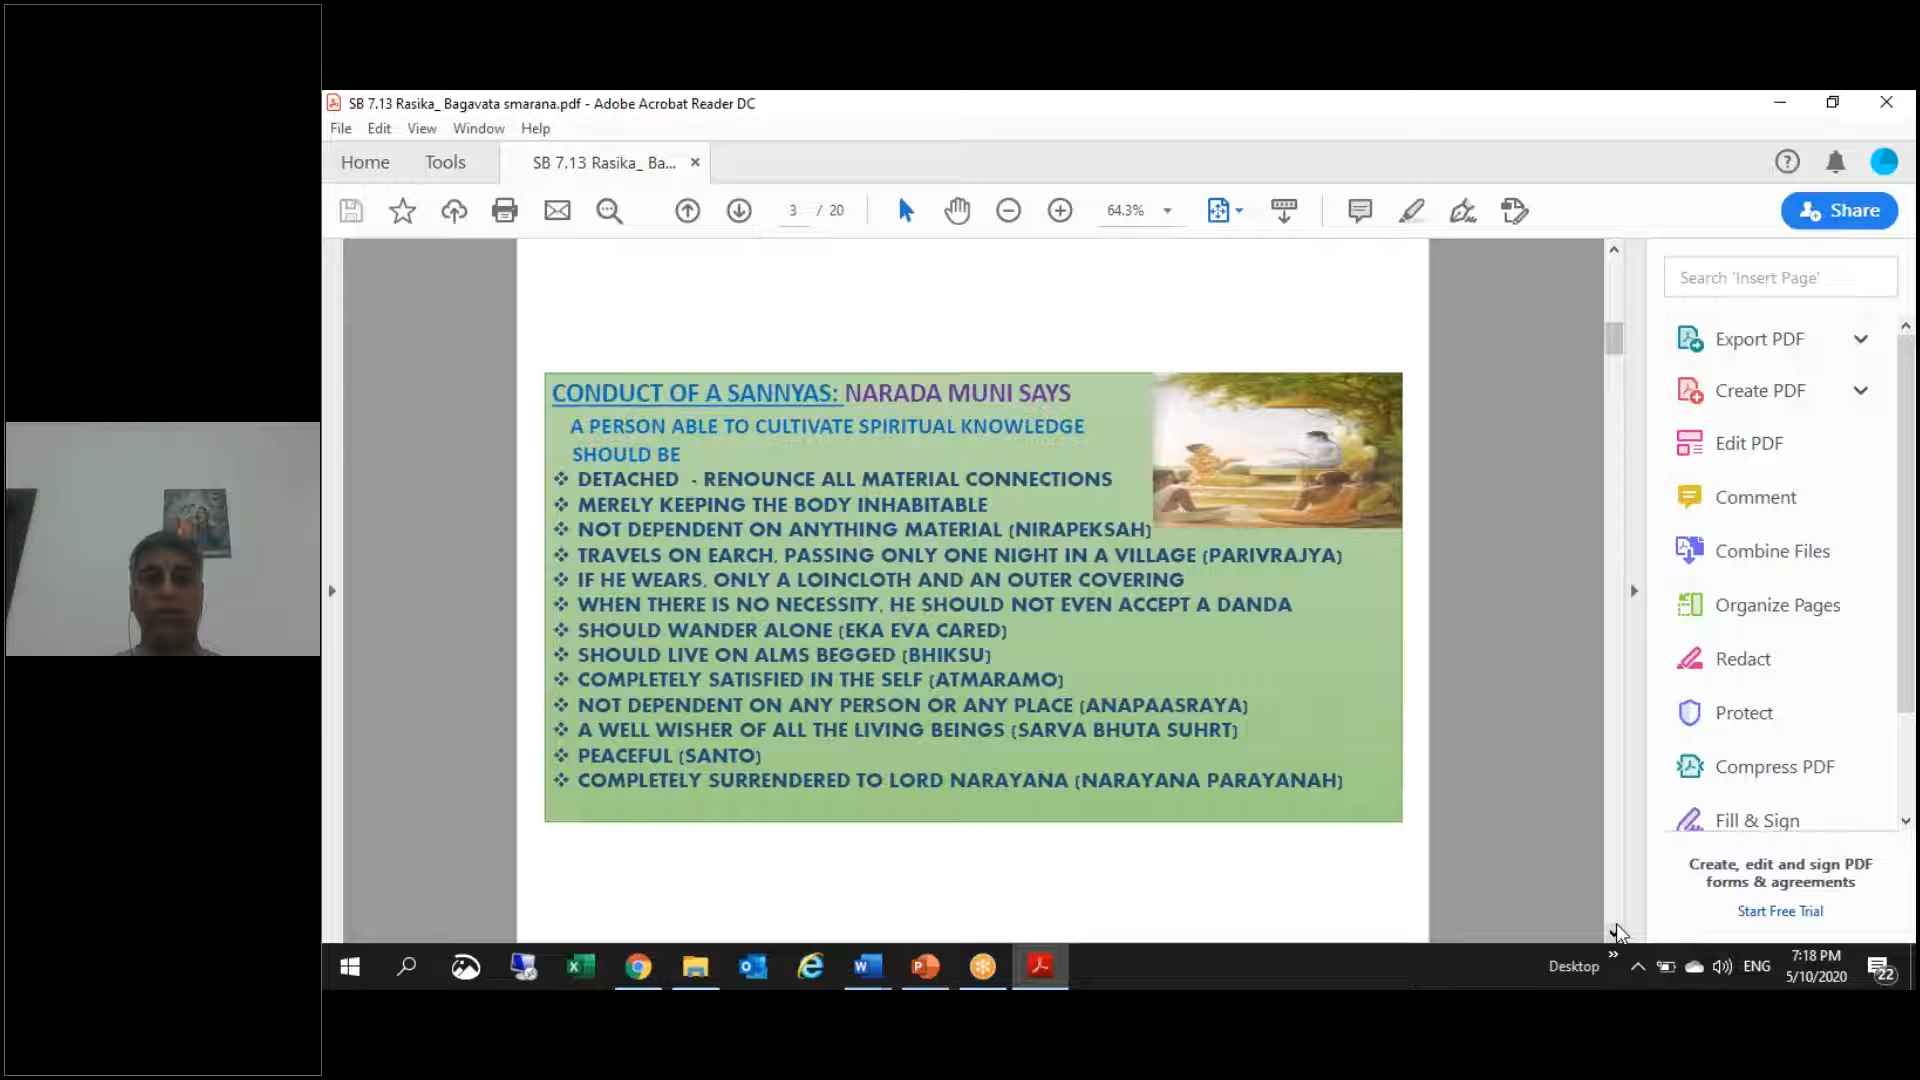 SB 7.13 Rasika_ Bagavata smarana.pdf - Adobe Acrobat Reader DC
File Edit View Window Help
Home Tools SB 7.13 Rasika_ Ba... ×
3 / 20 64.3% Share
CONDUCT OF A SANNYAS: NARADA MUNI SAYS
A PERSON ABLE TO CULTIVATE SPIRITUAL KNOWLEDGE
SHOULD BE
❖ DETACHED - RENOUNCE ALL MATERIAL CONNECTIONS
❖ MERELY KEEPING THE BODY INHABITABLE
❖ NOT DEPENDENT ON ANYTHING MATERIAL (NIRAPEKSAH)
❖ TRAVELS ON EARCH, PASSING ONLY ONE NIGHT IN A VILLAGE (PARIVRAJYA)
❖ IF HE WEARS, ONLY A LOINCLOTH AND AN OUTER COVERING
❖ WHEN THERE IS NO NECESSITY, HE SHOULD NOT EVEN ACCEPT A DANDA
❖ SHOULD WANDER ALONE (EKA EVA CARED)
❖ SHOULD LIVE ON ALMS BEGGED (BHIKSU)
❖ COMPLETELY SATISFIED IN THE SELF (ATMARAMO)
❖ NOT DEPENDENT ON ANY PERSON OR ANY PLACE (ANAPAASRAYA)
❖ A WELL WISHER OF ALL THE LIVING BEINGS (SARVA BHUTA SUHRT)
❖ PEACEFUL (SANTO)
❖ COMPLETELY SURRENDERED TO LORD NARAYANA (NARAYANA PARAYANAH)
Search 'Insert Page'
Export PDF
Create PDF
Edit PDF
Comment
Combine Files
Organize Pages
Redact
Protect
Compress PDF
Fill & Sign
Create, edit and sign PDF
forms & agreements
Start Free Trial
Desktop » ENG 7:18 PM
5/10/2020 22